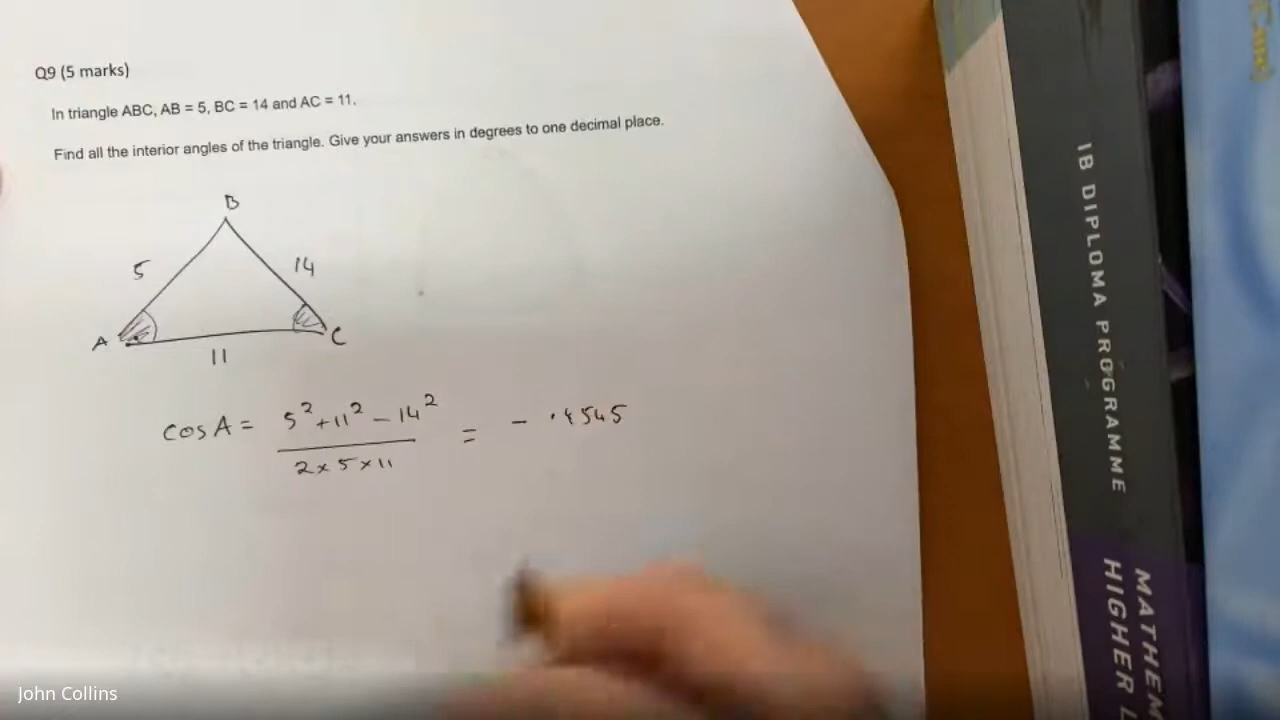 Q9 (5 marks)
In triangle ABC, AB = 5, BC = 14 and AC = 11.
Find all the interior angles of the triangle. Give your answers in degrees to one decimal place.
B
5
14
A
C
11
cos A = 5² + 11² - 14² / 2 × 5 × 11 = - .4545
IB DIPLOMA PROGRAMME
MATHEM
HIGHER L
John Collins